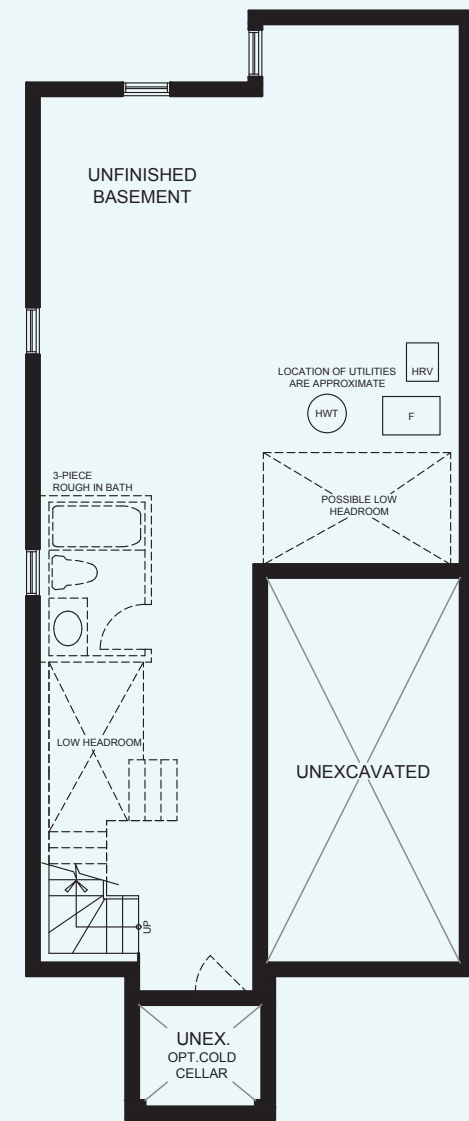 UNFINISHED
BASEMENT
LOCATION OF UTILITIES
ARE APPROXIMATE
HRV
HWT
F
3-PIECE
ROUGH IN BATH
POSSIBLE LOW
HEADROOM
LOW HEADROOM
UNEXCAVATED
UP
UNEX.
OPT.COLD
CELLAR